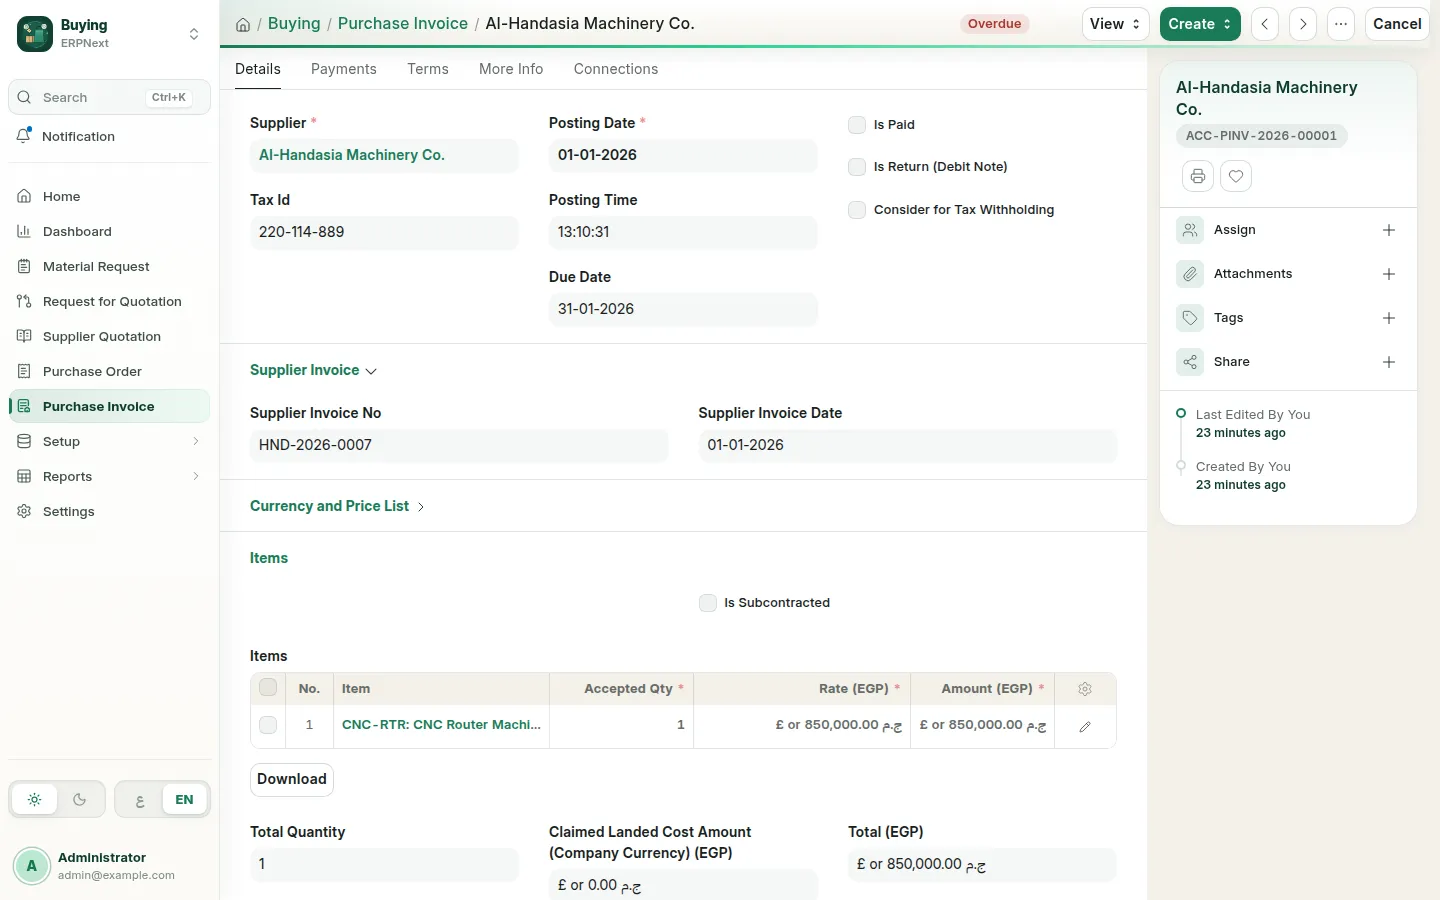 Buying
ERPNext
Search
Ctrl+K
Notification
Home
Dashboard
Material Request
Request for Quotation
Supplier Quotation
Purchase Order
Purchase Invoice
Setup
Reports
Settings
ع
EN
A
Administrator
admin@example.com
/ Buying / Purchase Invoice / Al-Handasia Machinery Co.
Overdue
View
Create
Cancel
Details
Payments
Terms
More Info
Connections
Supplier *
Al-Handasia Machinery Co.
Tax Id
220-114-889
Posting Date *
01-01-2026
Posting Time
13:10:31
Due Date
31-01-2026
Is Paid
Is Return (Debit Note)
Consider for Tax Withholding
Supplier Invoice
Supplier Invoice No
HND-2026-0007
Supplier Invoice Date
01-01-2026
Currency and Price List
Items
Is Subcontracted
Items
No. Item Accepted Qty * Rate (EGP) * Amount (EGP) *
1 CNC-RTR: CNC Router Machi... 1 £ or 850,000.00 ج.م £ or 850,000.00 ج.م
Download
Total Quantity
1
Claimed Landed Cost Amount
(Company Currency) (EGP)
£ or 0.00 ج.م
Total (EGP)
£ or 850,000.00 ج.م
Al-Handasia Machinery
Co.
ACC-PINV-2026-00001
Assign
Attachments
Tags
Share
Last Edited By You
23 minutes ago
Created By You
23 minutes ago